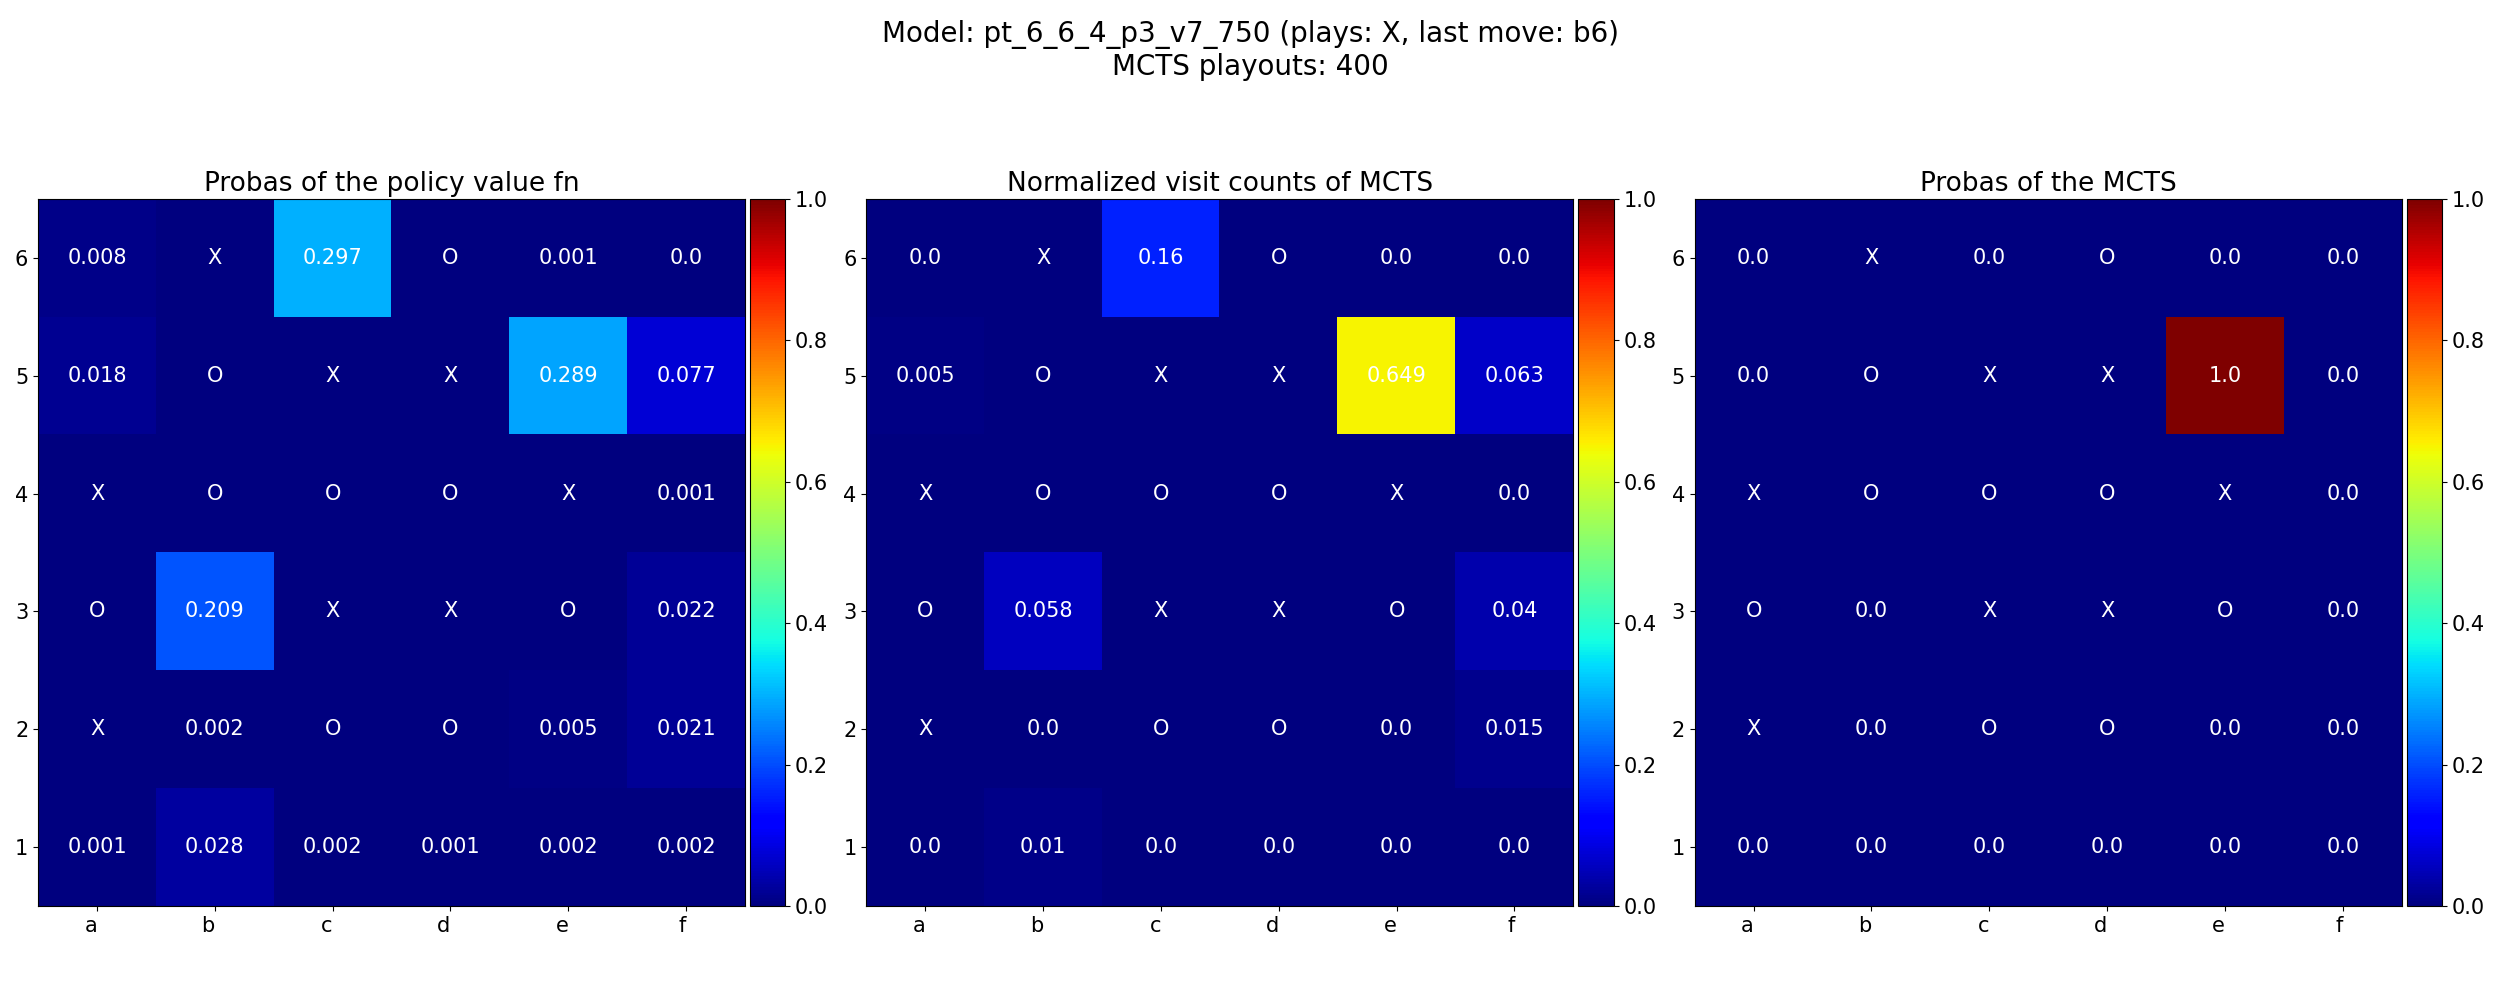 Model: pt_6_6_4_p3_v7_750 (plays: X, last move: b6)
MCTS playouts: 400
Probas of the policy value fn
6 0.008 X 0.297 O 0.001 0.0
5 0.018 O X X 0.289 0.077
4 X O O O X 0.001
3 O 0.209 X X O 0.022
2 X 0.002 O O 0.005 0.021
1 0.001 0.028 0.002 0.001 0.002 0.002
a b c d e f
1.0
0.8
0.6
0.4
0.2
0.0
Normalized visit counts of MCTS
6 0.0 X 0.16 O 0.0 0.0
5 0.005 O X X 0.649 0.063
4 X O O O X 0.0
3 O 0.058 X X O 0.04
2 X 0.0 O O 0.0 0.015
1 0.0 0.01 0.0 0.0 0.0 0.0
a b c d e f
1.0
0.8
0.6
0.4
0.2
0.0
Probas of the MCTS
6 0.0 X 0.0 O 0.0 0.0
5 0.0 O X X 1.0 0.0
4 X O O O X 0.0
3 O 0.0 X X O 0.0
2 X 0.0 O O 0.0 0.0
1 0.0 0.0 0.0 0.0 0.0 0.0
a b c d e f
1.0
0.8
0.6
0.4
0.2
0.0